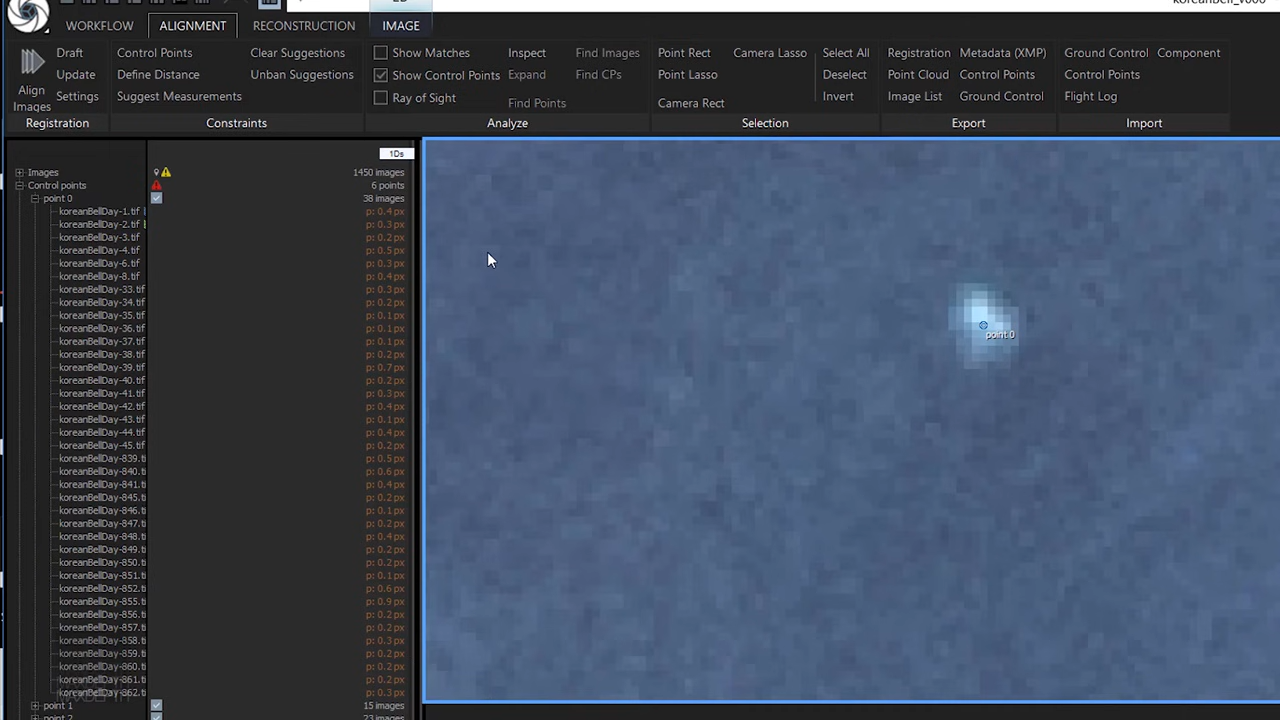 WORKFLOW ALIGNMENT RECONSTRUCTION IMAGE
Draft Control Points Clear Suggestions Show Matches Inspect Find Images Point Rect Camera Lasso Select All Registration Metadata (XMP) Ground Control Component
Update Define Distance Unban Suggestions Show Control Points Expand Find CPs Point Lasso Deselect Point Cloud Control Points Control Points
Align Images Settings Suggest Measurements Ray of Sight Find Points Camera Rect Invert Image List Ground Control Flight Log
Registration Constraints Analyze Selection Export Import
1Ds
Images 1450 images
Control points 6 points
point 0 38 images
koreanBellDay-1.tif p: 0.4 px
koreanBellDay-2.tif p: 0.3 px
koreanBellDay-3.tif p: 0.2 px
koreanBellDay-4.tif p: 0.5 px
koreanBellDay-6.tif p: 0.3 px
koreanBellDay-8.tif p: 0.4 px
koreanBellDay-33.tif p: 0.3 px
koreanBellDay-34.tif p: 0.2 px
koreanBellDay-35.tif p: 0.1 px
koreanBellDay-36.tif p: 0.1 px
koreanBellDay-37.tif p: 0.1 px
koreanBellDay-38.tif p: 0.2 px
koreanBellDay-39.tif p: 0.7 px
koreanBellDay-40.tif p: 0.2 px
koreanBellDay-41.tif p: 0.3 px
koreanBellDay-42.tif p: 0.4 px
koreanBellDay-43.tif p: 0.1 px
koreanBellDay-44.tif p: 0.4 px
koreanBellDay-45.tif p: 0.2 px
koreanBellDay-839.ti p: 0.5 px
koreanBellDay-840.ti p: 0.6 px
koreanBellDay-841.ti p: 0.4 px
koreanBellDay-845.ti p: 0.2 px
koreanBellDay-846.ti p: 0.1 px
koreanBellDay-847.ti p: 0.2 px
koreanBellDay-848.ti p: 0.4 px
koreanBellDay-849.ti p: 0.2 px
koreanBellDay-850.ti p: 0.2 px
koreanBellDay-851.ti p: 0.1 px
koreanBellDay-852.ti p: 0.6 px
koreanBellDay-855.ti p: 0.9 px
koreanBellDay-856.ti p: 0.2 px
koreanBellDay-857.ti p: 0.2 px
koreanBellDay-858.ti p: 0.3 px
koreanBellDay-859.ti p: 0.2 px
koreanBellDay-860.ti p: 0.2 px
koreanBellDay-861.ti p: 0.2 px
koreanBellDay-862.ti p: 0.3 px
point 1 15 images
point 2 23 images
point 0